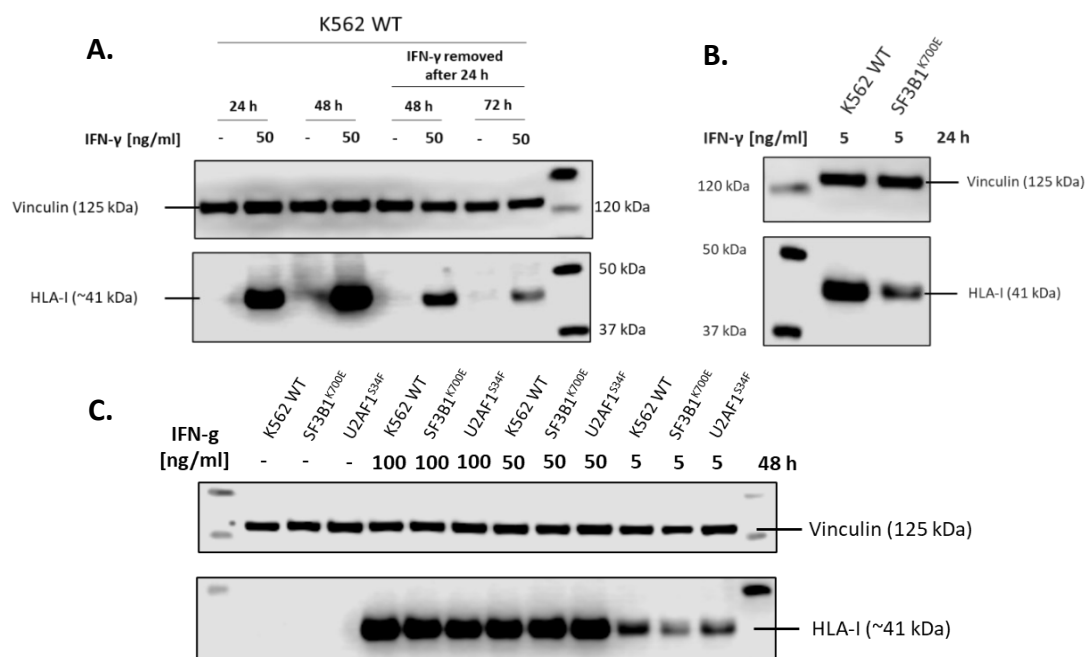 K562 WT
A.
IFN-γ removed
after 24 h
24 h 48 h 48 h 72 h
IFN-γ [ng/ml] - 50 - 50 - 50 - 50
Vinculin (125 kDa) 120 kDa
50 kDa
HLA-I (~41 kDa)
37 kDa
B.
K562 WT SF3B1K700E
IFN-γ [ng/ml] 5 5 24 h
120 kDa Vinculin (125 kDa)
50 kDa
HLA-I (41 kDa)
37 kDa
C.
K562 WT SF3B1K700E U2AF1S34F K562 WT SF3B1K700E U2AF1S34F K562 WT SF3B1K700E U2AF1S34F K562 WT SF3B1K700E U2AF1S34F
IFN-g
[ng/ml] - - - 100 100 100 50 50 50 5 5 5 48 h
Vinculin (125 kDa)
HLA-I (~41 kDa)